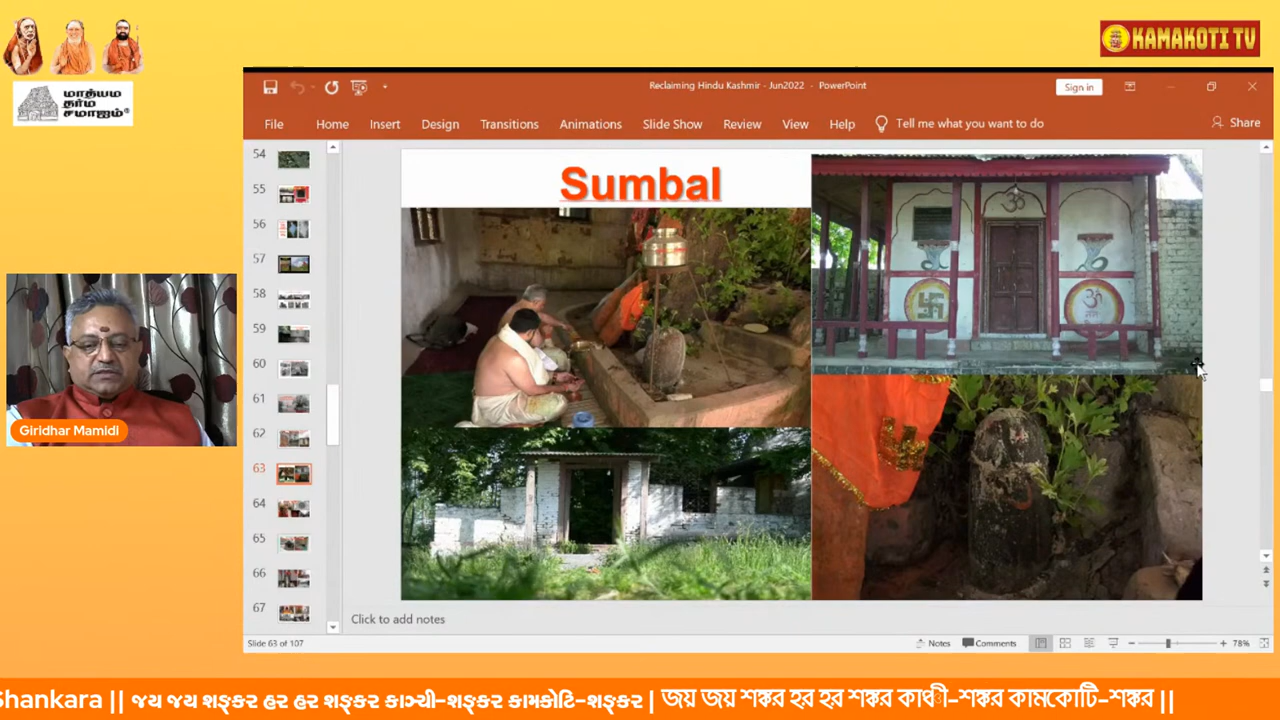 KAMAKOTI TV
மாத்யம
தர்ம
சமாஜம்®
Reclaiming Hindu Kashmir - Jun2022 - PowerPoint
Sign in
File Home Insert Design Transitions Animations Slide Show Review View Help Tell me what you want to do Share
54
55
56
57
58
59
60
61
62
63
64
65
66
67
Sumbal
ॐ
ॐ
Giridhar Mamidi
Click to add notes
Slide 63 of 107
Notes Comments 78%
Shankara || જય જય શઙ્કર હર હર શઙ્કર કાઞ્ચી-શઙ્કર કામકોટિ-શઙ્કર | জয় জয় শঙ্কর হর হর শঙ্কর কাঞ্চী-শঙ্কর কামকোটি-শঙ্কর ||